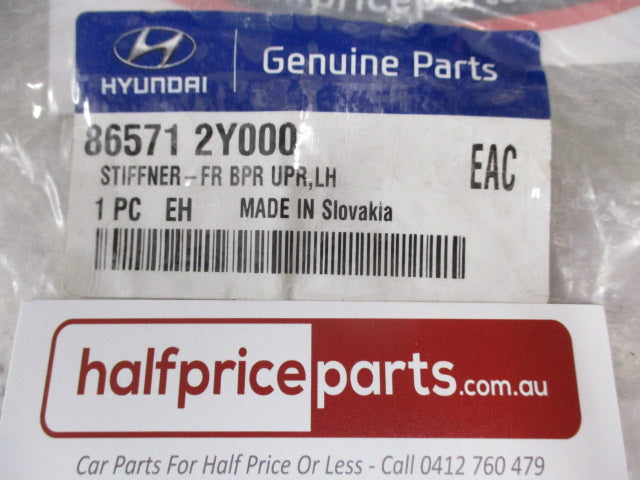 halfpriceparts
HYUNDAI
Genuine Parts
86571 2Y000
STIFFNER-FR BPR UPR,LH
EAC
1 PC EH MADE IN Slovakia
halfpriceparts.com.au
Car Parts For Half Price Or Less - Call 0412 760 479